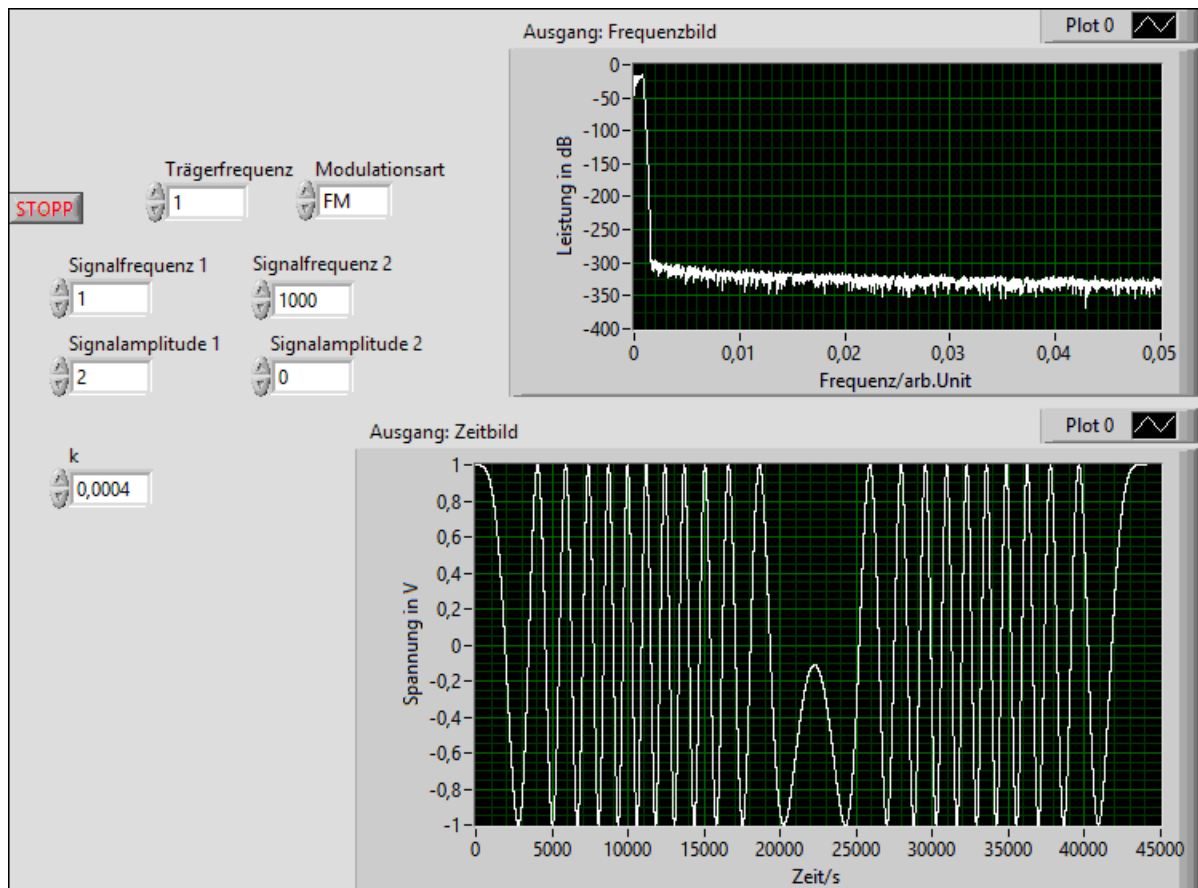 Ausgang: Frequenzbild
Plot 0
0
-50
-100
-150
-200
-250
-300
-350
-400
Leistung in dB
0 0,01 0,02 0,03 0,04 0,05
Frequenz/arb.Unit
Trägerfrequenz Modulationsart
1 FM
STOPP
Signalfrequenz 1 Signalfrequenz 2
1 1000
Signalamplitude 1 Signalamplitude 2
2 0
k
0,0004
Ausgang: Zeitbild
Plot 0
1
0,8
0,6
0,4
0,2
0
-0,2
-0,4
-0,6
-0,8
-1
Spannung in V
0 5000 10000 15000 20000 25000 30000 35000 40000 45000
Zeit/s